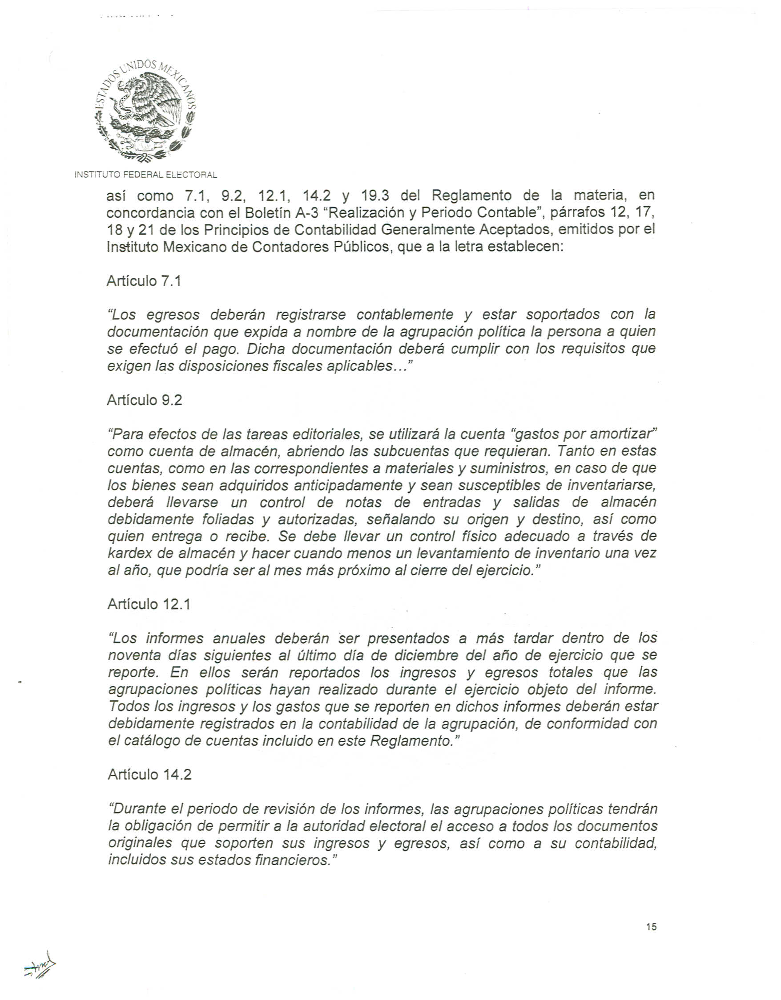 ESTADOS UNIDOS MEXICANOS
INSTITUTO FEDERAL ELECTORAL
así como 7.1, 9.2, 12.1, 14.2 y 19.3 del Reglamento de la materia, en
concordancia con el Boletín A-3 “Realización y Periodo Contable”, párrafos 12, 17,
18 y 21 de los Principios de Contabilidad Generalmente Aceptados, emitidos por el
Instituto Mexicano de Contadores Públicos, que a la letra establecen:
Artículo 7.1
“Los egresos deberán registrarse contablemente y estar soportados con la
documentación que expida a nombre de la agrupación política la persona a quien
se efectuó el pago. Dicha documentación deberá cumplir con los requisitos que
exigen las disposiciones fiscales aplicables...”
Artículo 9.2
“Para efectos de las tareas editoriales, se utilizará la cuenta “gastos por amortizar”
como cuenta de almacén, abriendo las subcuentas que requieran. Tanto en estas
cuentas, como en las correspondientes a materiales y suministros, en caso de que
los bienes sean adquiridos anticipadamente y sean susceptibles de inventariarse,
deberá llevarse un control de notas de entradas y salidas de almacén
debidamente foliadas y autorizadas, señalando su origen y destino, así como
quien entrega o recibe. Se debe llevar un control físico adecuado a través de
kardex de almacén y hacer cuando menos un levantamiento de inventario una vez
al año, que podría ser al mes más próximo al cierre del ejercicio.”
Artículo 12.1
“Los informes anuales deberán ser presentados a más tardar dentro de los
noventa días siguientes al último día de diciembre del año de ejercicio que se
reporte. En ellos serán reportados los ingresos y egresos totales que las
agrupaciones políticas hayan realizado durante el ejercicio objeto del informe.
Todos los ingresos y los gastos que se reporten en dichos informes deberán estar
debidamente registrados en la contabilidad de la agrupación, de conformidad con
el catálogo de cuentas incluido en este Reglamento.”
Artículo 14.2
“Durante el periodo de revisión de los informes, las agrupaciones políticas tendrán
la obligación de permitir a la autoridad electoral el acceso a todos los documentos
originales que soporten sus ingresos y egresos, así como a su contabilidad,
incluidos sus estados financieros.”
15